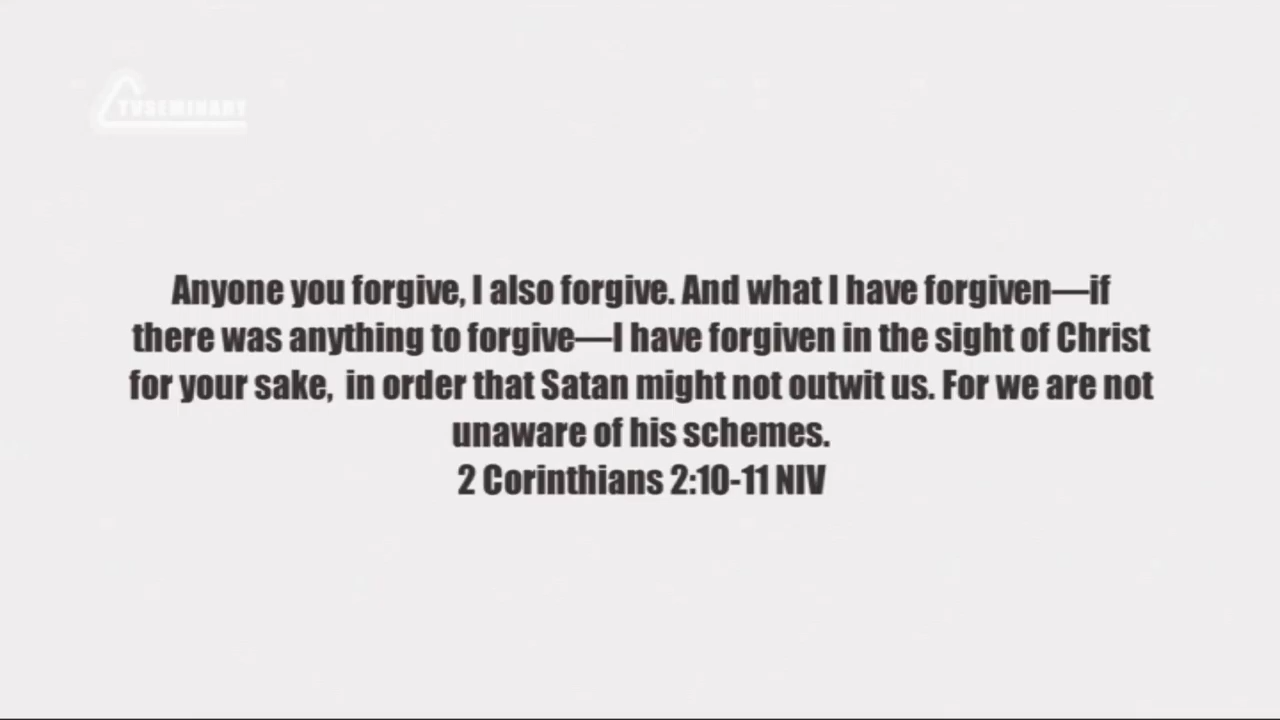 TVSEMINARY
Anyone you forgive, I also forgive. And what I have forgiven—if
there was anything to forgive—I have forgiven in the sight of Christ
for your sake, in order that Satan might not outwit us. For we are not
unaware of his schemes.
2 Corinthians 2:10-11 NIV